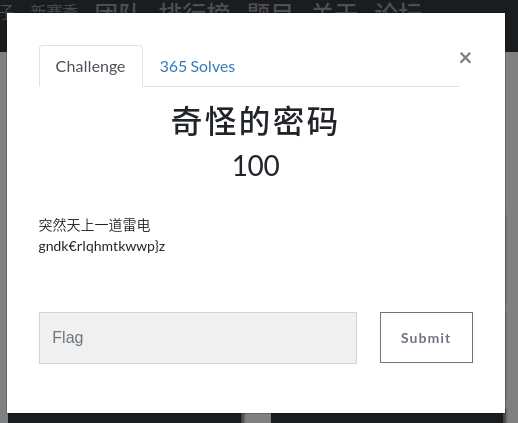 新赛季 团队 排行榜 题目 关于 论坛
Challenge
365 Solves
×
奇怪的密码
100
突然天上一道雷电
gndk€rlqhmtkwwp}z
Flag
Submit